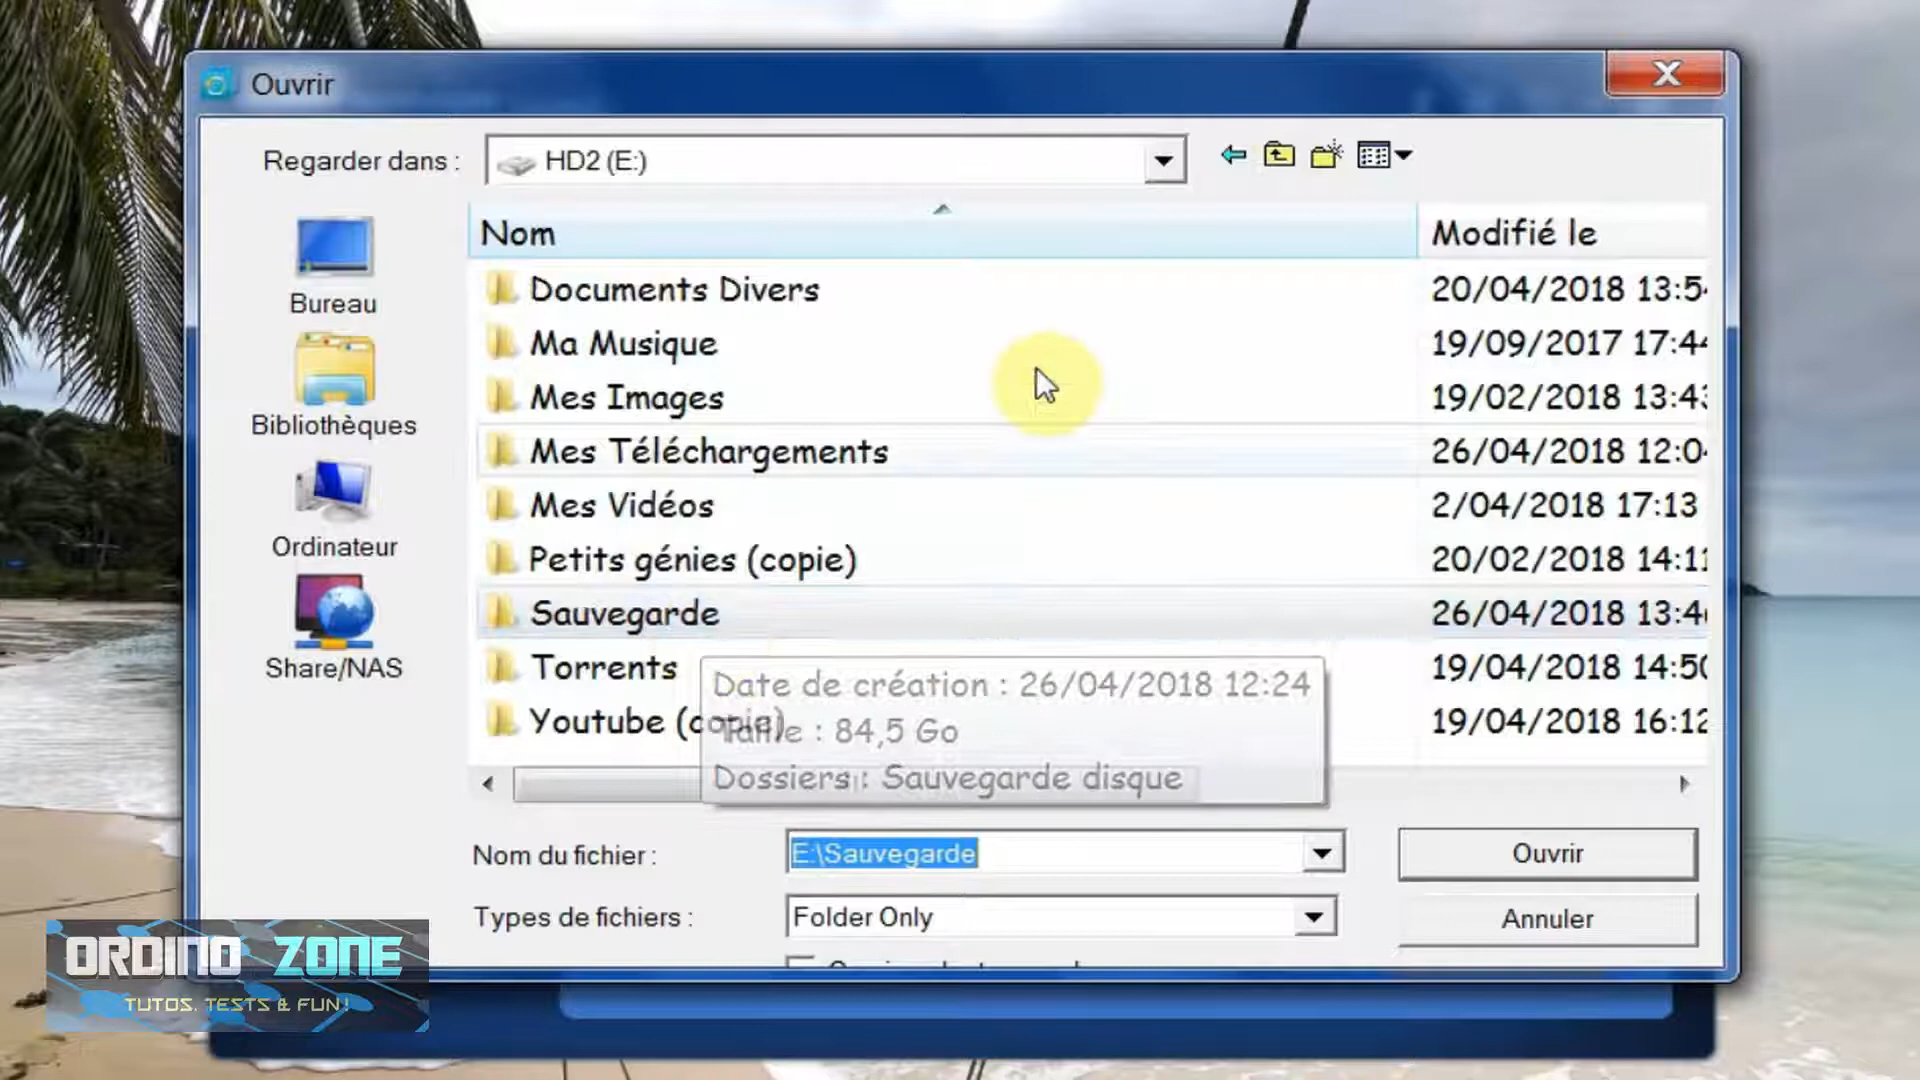 Ouvrir
Regarder dans :
HD2 (E:)
Nom
Modifié le
Bureau
Bibliothèques
Ordinateur
Share/NAS
Documents Divers
20/04/2018 13:54
Ma Musique
19/09/2017 17:44
Mes Images
19/02/2018 13:43
Mes Téléchargements
26/04/2018 12:04
Mes Vidéos
2/04/2018 17:13
Petits génies (copie)
20/02/2018 14:11
Sauvegarde
26/04/2018 13:46
Torrents
19/04/2018 14:50
Youtube (copie)
19/04/2018 16:12
Date de création : 26/04/2018 12:24
Taille : 84,5 Go
Dossiers : Sauvegarde disque
Nom du fichier :
E:\Sauvegarde
Ouvrir
Types de fichiers :
Folder Only
Annuler
ORDINO ZONE
TUTOS, TESTS & FUN!